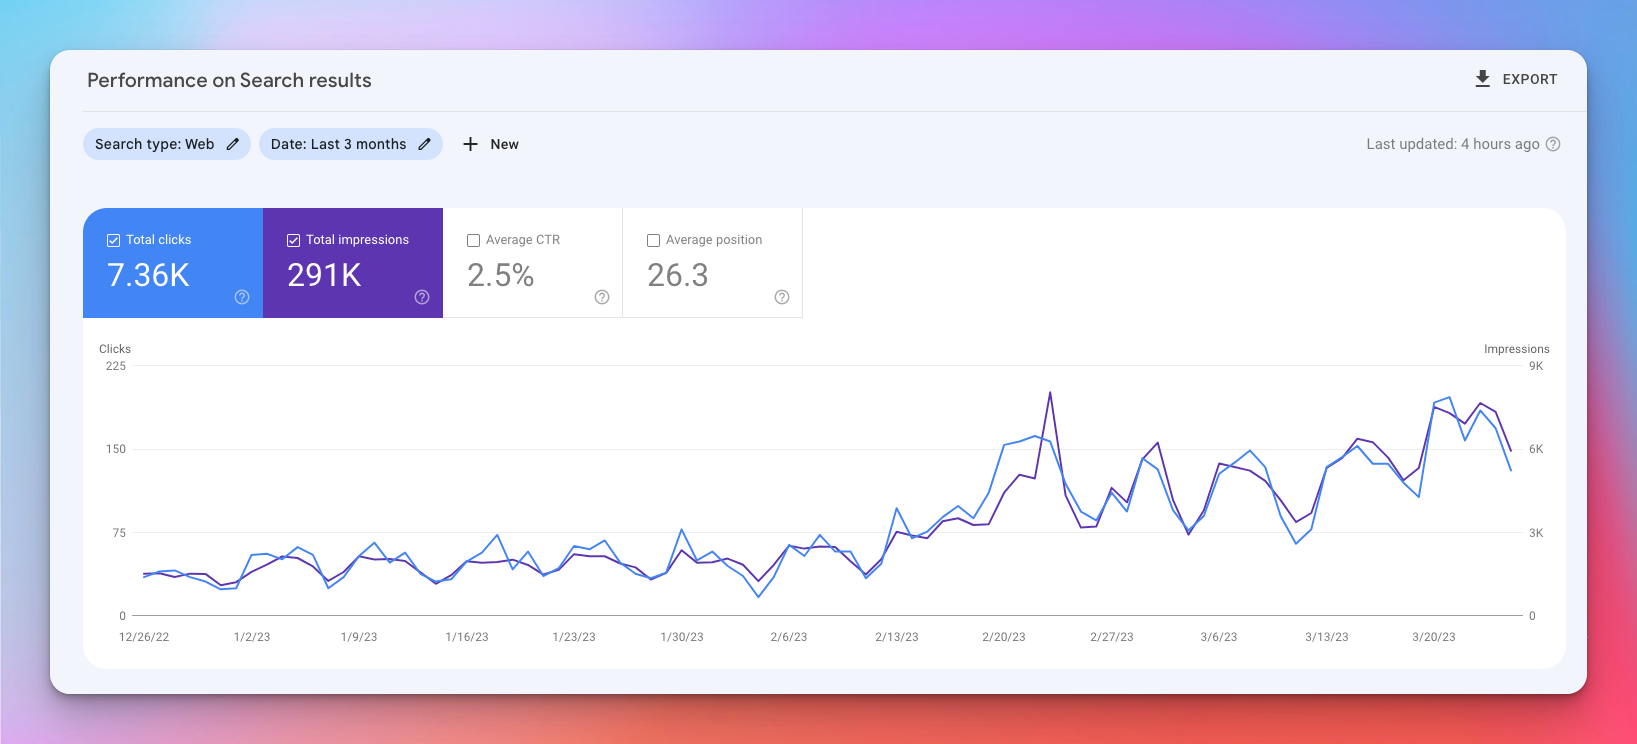 Performance on Search results
EXPORT
Search type: Web
Date: Last 3 months
New
Last updated: 4 hours ago
Total clicks
7.36K
Total impressions
291K
Average CTR
2.5%
Average position
26.3
Clicks
Impressions
225
9K
150
6K
75
3K
0
0
12/26/22 1/2/23 1/9/23 1/16/23 1/23/23 1/30/23 2/6/23 2/13/23 2/20/23 2/27/23 3/6/23 3/13/23 3/20/23